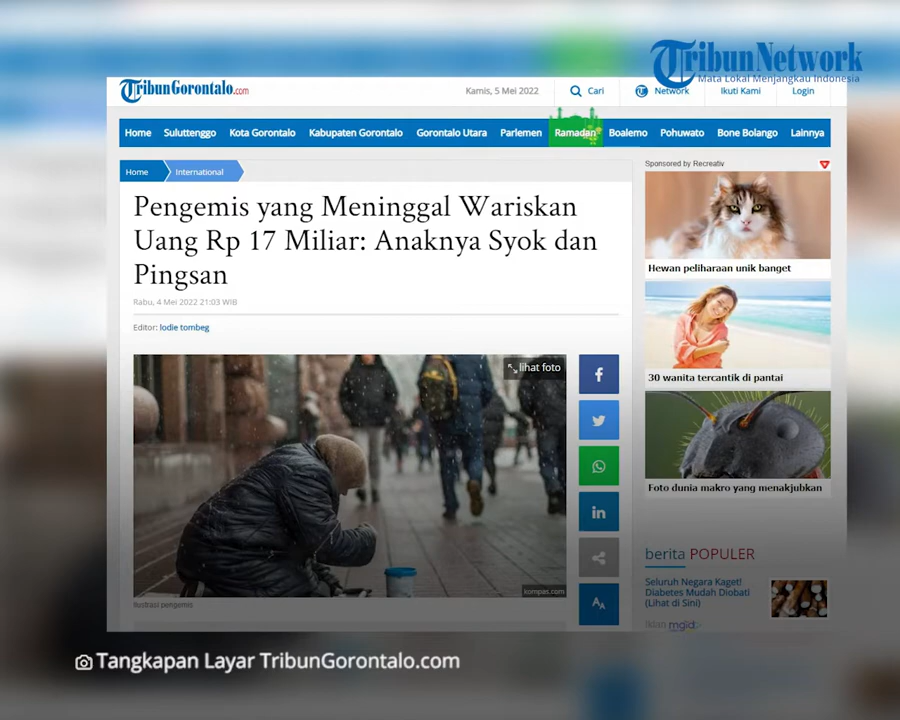 TribunNetwork
Mata Lokal Menjangkau Indonesia
TribunGorontalo.com
Kamis, 5 Mei 2022
Cari
Network
Ikuti Kami
Login
Home
Suluttenggo
Kota Gorontalo
Kabupaten Gorontalo
Gorontalo Utara
Parlemen
Ramadan
Boalemo
Pohuwato
Bone Bolango
Lainnya
Home
International
Pengemis yang Meninggal Wariskan
Uang Rp 17 Miliar: Anaknya Syok dan
Pingsan
Rabu, 4 Mei 2022 21:03 WIB
Editor: lodie tombeg
lihat foto
kompas.com
Ilustrasi pengemis
Sponsored by Recreativ
Hewan peliharaan unik banget
30 wanita tercantik di pantai
Foto dunia makro yang menakjubkan
berita POPULER
Seluruh Negara Kaget!
Diabetes Mudah Diobati
(Lihat di Sini)
Iklan mgid
Tangkapan Layar TribunGorontalo.com